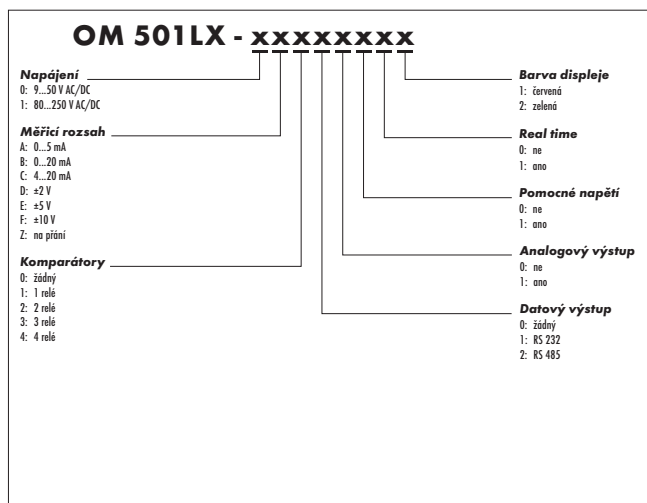 OM 501LX - xxxxxxxx
Napájení
0: 9...50 V AC/DC
1: 80...250 V AC/DC
Měřicí rozsah
A: 0...5 mA
B: 0...20 mA
C: 4...20 mA
D: ±2 V
E: ±5 V
F: ±10 V
Z: na přání
Komparátory
0: žádný
1: 1 relé
2: 2 relé
3: 3 relé
4: 4 relé
Barva displeje
1: červená
2: zelená
Real time
0: ne
1: ano
Pomocné napětí
0: ne
1: ano
Analogový výstup
0: ne
1: ano
Datový výstup
0: žádný
1: RS 232
2: RS 485